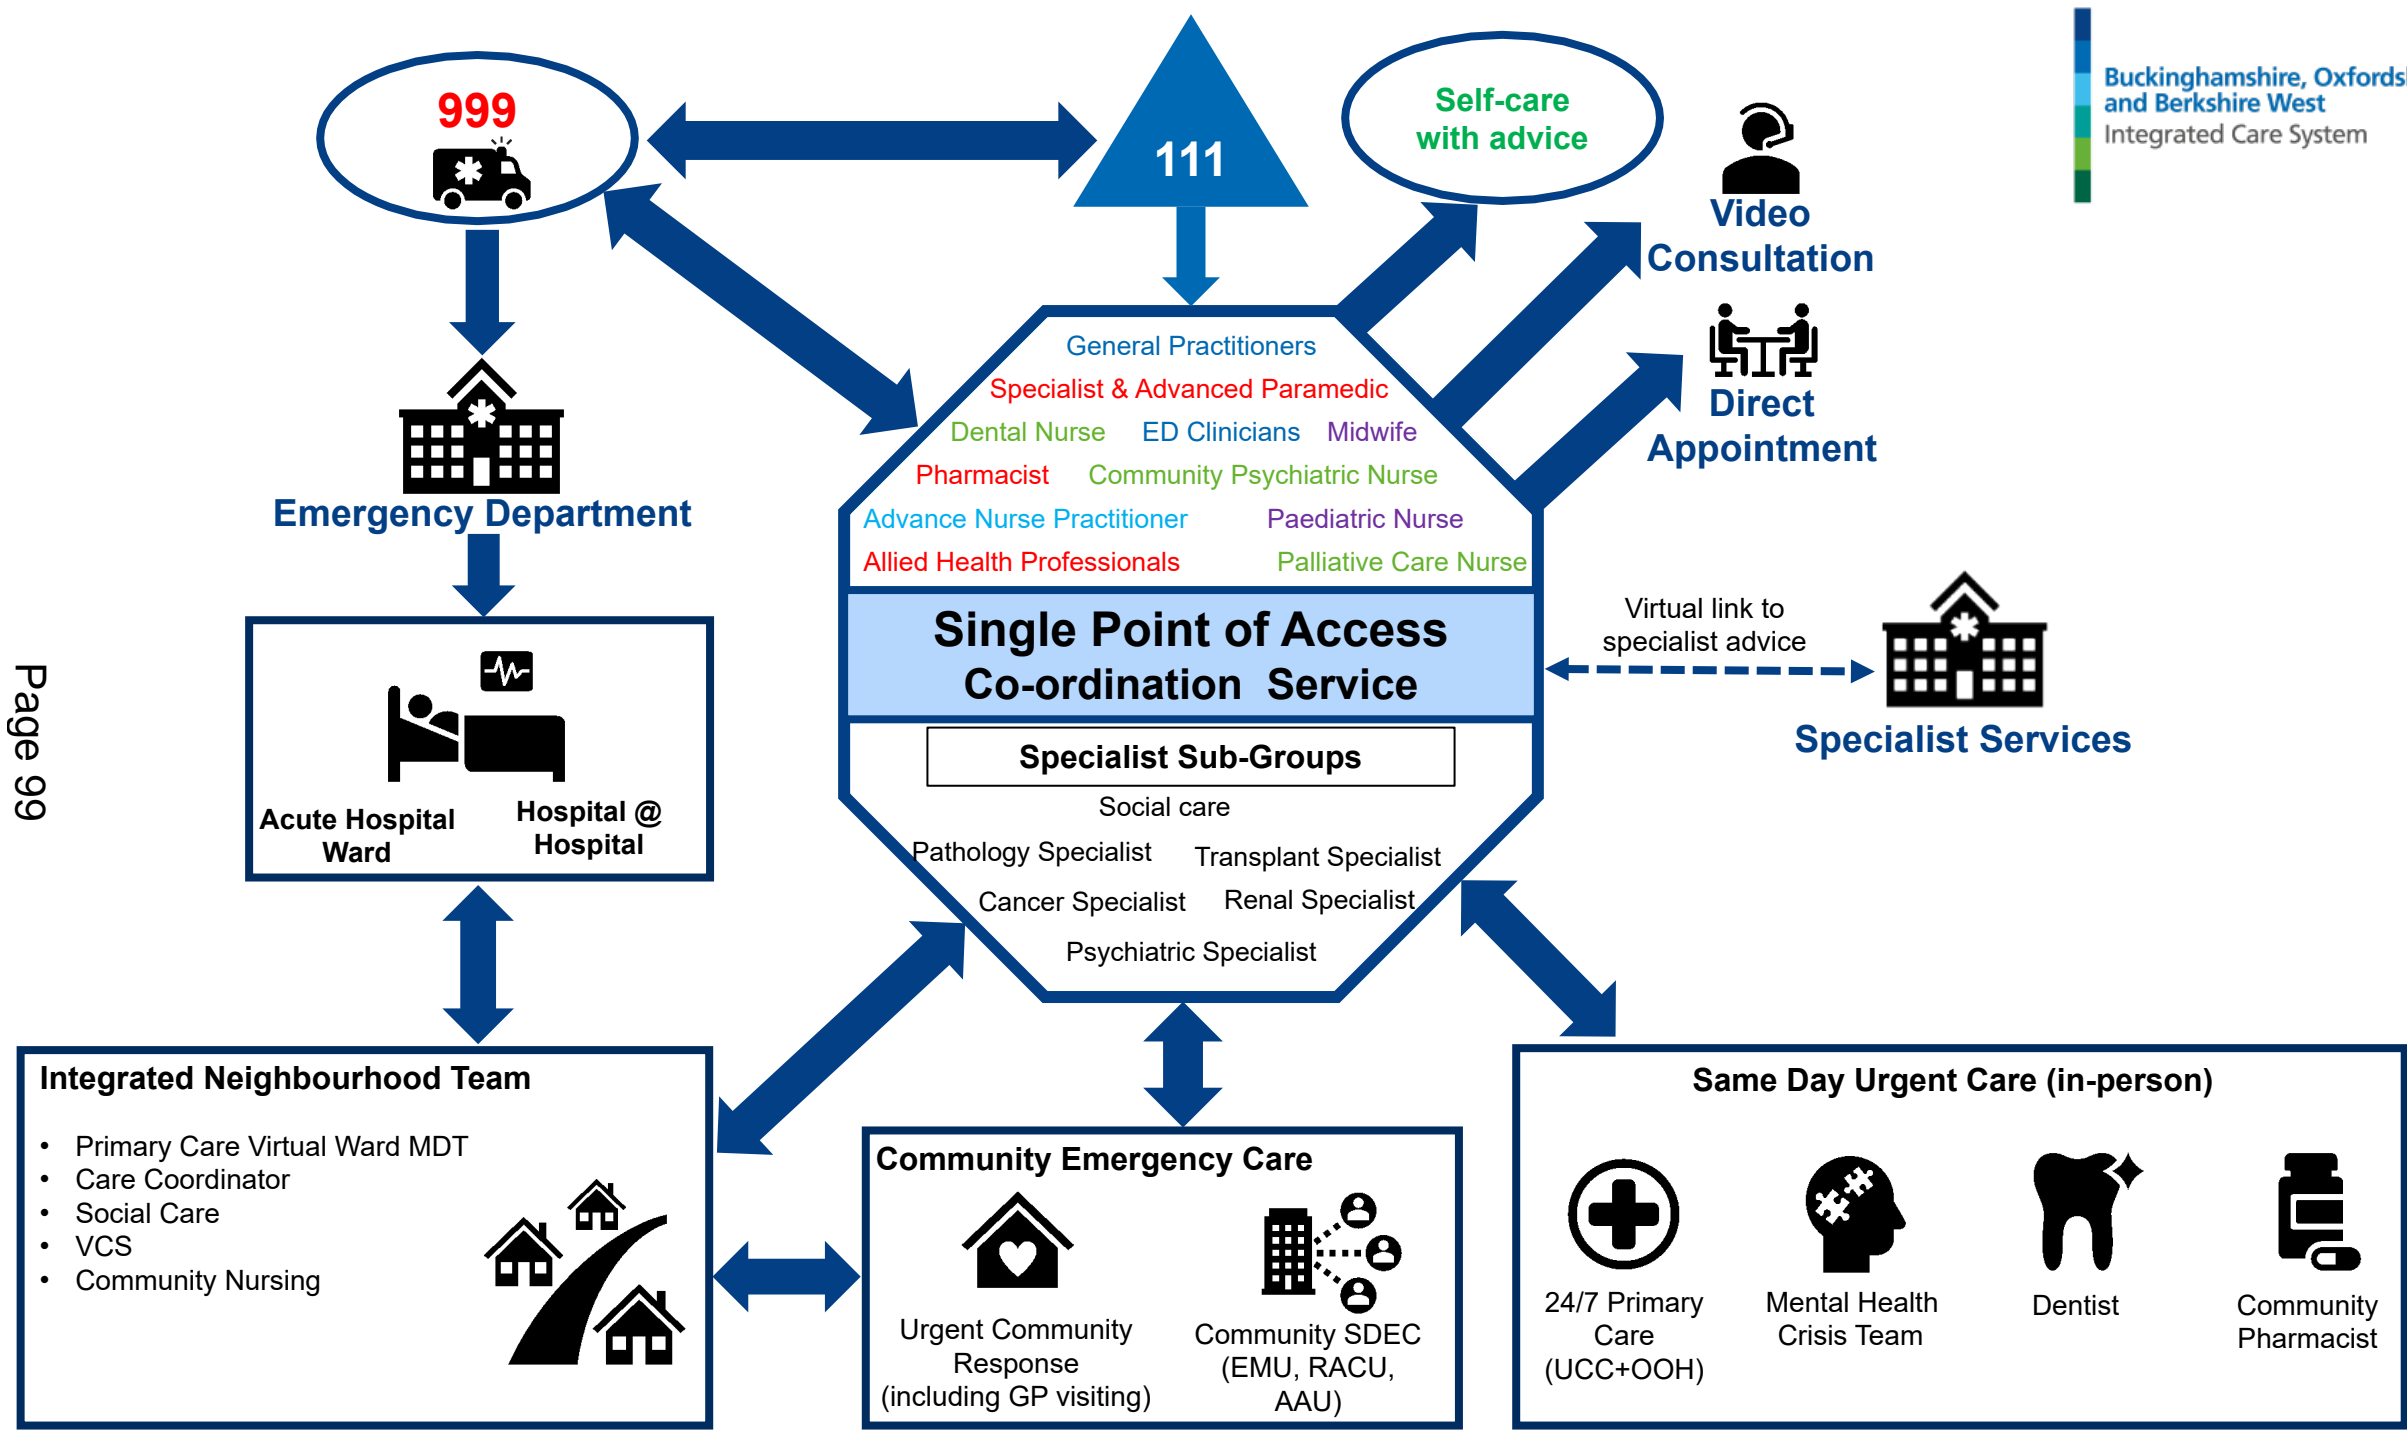 999
111
Self-care
with advice
Video
Consultation
Buckinghamshire, Oxfords
and Berkshire West
Integrated Care System
Direct
Appointment
Emergency Department
General Practitioners
Specialist & Advanced Paramedic
Dental Nurse ED Clinicians Midwife
Pharmacist Community Psychiatric Nurse
Advance Nurse Practitioner Paediatric Nurse
Allied Health Professionals Palliative Care Nurse
Single Point of Access
Co-ordination Service
Virtual link to
specialist advice
Specialist Services
Specialist Sub-Groups
Social care
Pathology Specialist Transplant Specialist
Cancer Specialist Renal Specialist
Psychiatric Specialist
Page 99
Acute Hospital
Ward
Hospital @
Hospital
Integrated Neighbourhood Team
• Primary Care Virtual Ward MDT
• Care Coordinator
• Social Care
• VCS
• Community Nursing
Community Emergency Care
Urgent Community
Response
(including GP visiting)
Community SDEC
(EMU, RACU,
AAU)
Same Day Urgent Care (in-person)
24/7 Primary
Care
(UCC+OOH)
Mental Health
Crisis Team
Dentist
Community
Pharmacist